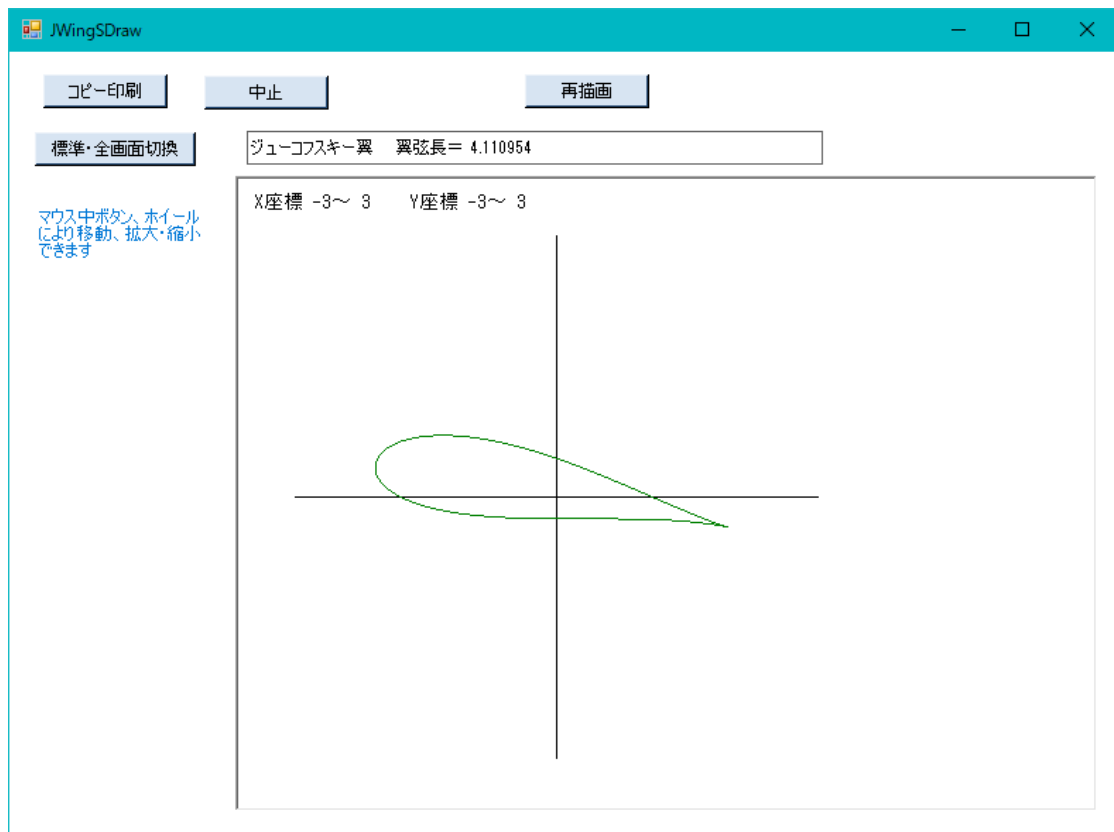 JWingSDraw
コピー印刷 中止 再描画
標準・全画面切換 ジューコフスキー翼 翼弦長＝ 4.110954
X座標 -3～ 3 Y座標 -3～ 3
マウス中ボタン、ホイール
により移動、拡大・縮小
できます